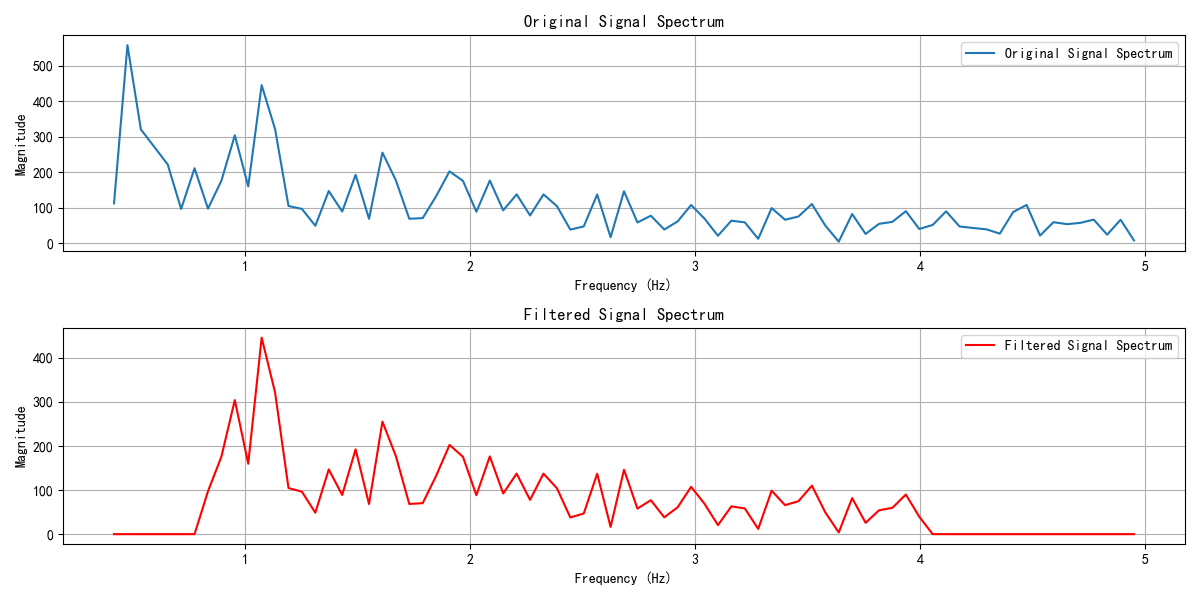 Original Signal Spectrum
Original Signal Spectrum
500
400
300
200
100
0
Magnitude
1 2 3 4 5
Frequency (Hz)
Filtered Signal Spectrum
Filtered Signal Spectrum
400
300
200
100
0
Magnitude
1 2 3 4 5
Frequency (Hz)